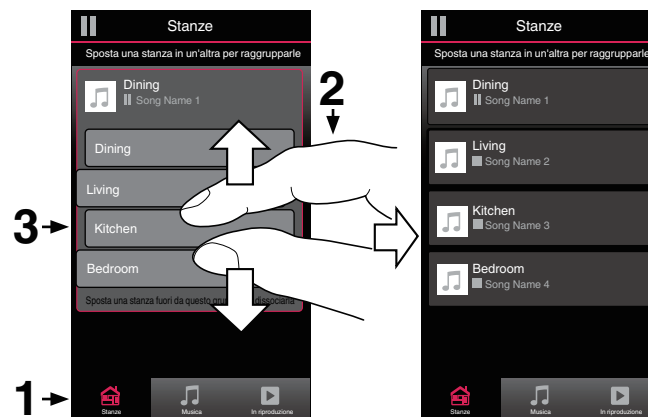 Stanze
Sposta una stanza in un'altra per raggrupparle
Dining
Song Name 1
Dining
Living
Kitchen
Bedroom
Sposta una stanza fuori da questo
dissociarla
Stanze
Musica
In riproduzione
1
2
3
Stanze
Sposta una stanza in un'altra per raggrupparle
Dining
Song Name 1
Living
Song Name 2
Kitchen
Song Name 3
Bedroom
Song Name 4
Stanze
Musica
In riproduzione